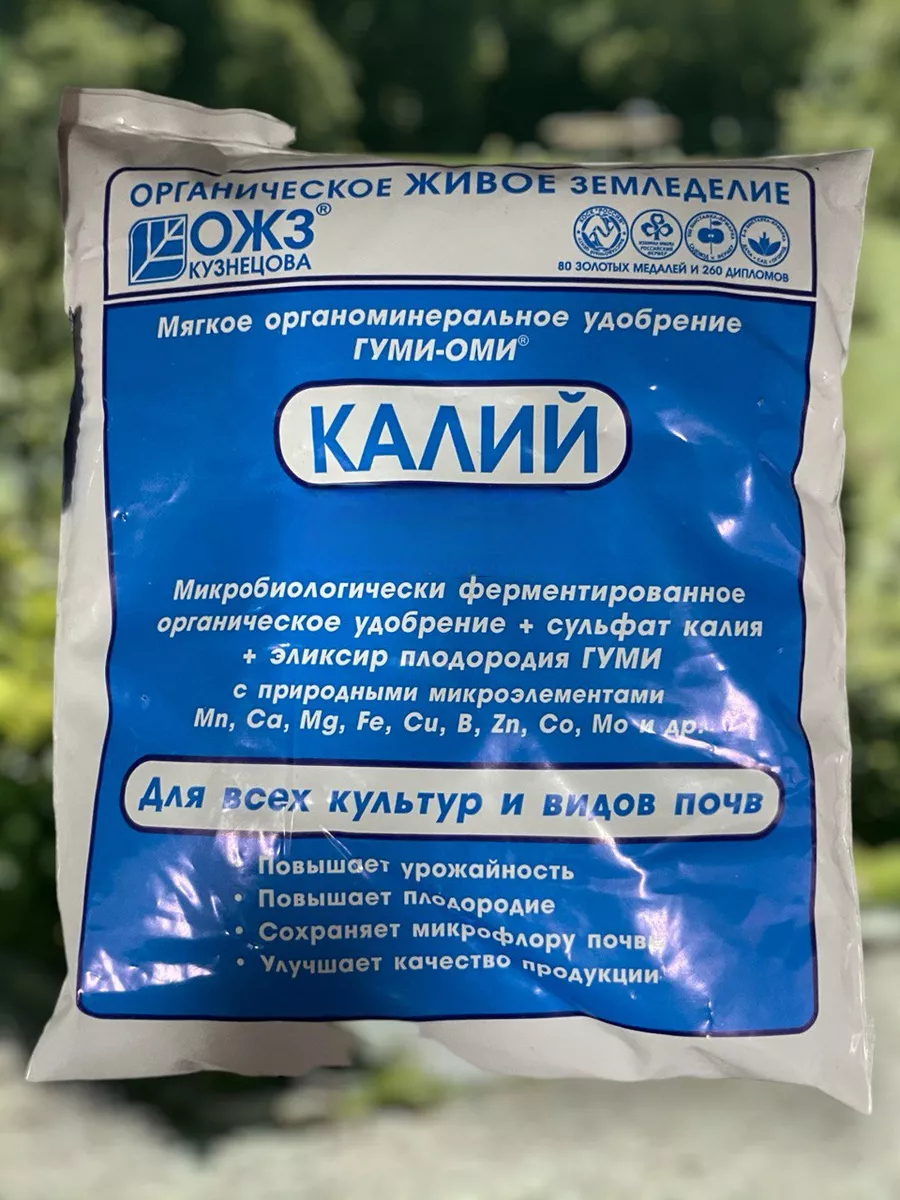 ОРГАНИЧЕСКОЕ ЖИВОЕ ЗЕМЛЕДЕЛИЕ
ОЖЗ®
КУЗНЕЦОВА
80 ЗОЛОТЫХ МЕДАЛЕЙ И 260 ДИПЛОМОВ
Мягкое органоминеральное удобрение
ГУМИ-ОМИ®
КАЛИЙ
Микробиологически ферментированное
органическое удобрение + сульфат калия
+ эликсир плодородия ГУМИ
с природными микроэлементами
Mn, Ca, Mg, Fe, Cu, B, Zn, Co, Mo и др.
Для всех культур и видов почв
Повышает урожайность
• Повышает плодородие
• Сохраняет микрофлору почвы
• Улучшает качество продукции